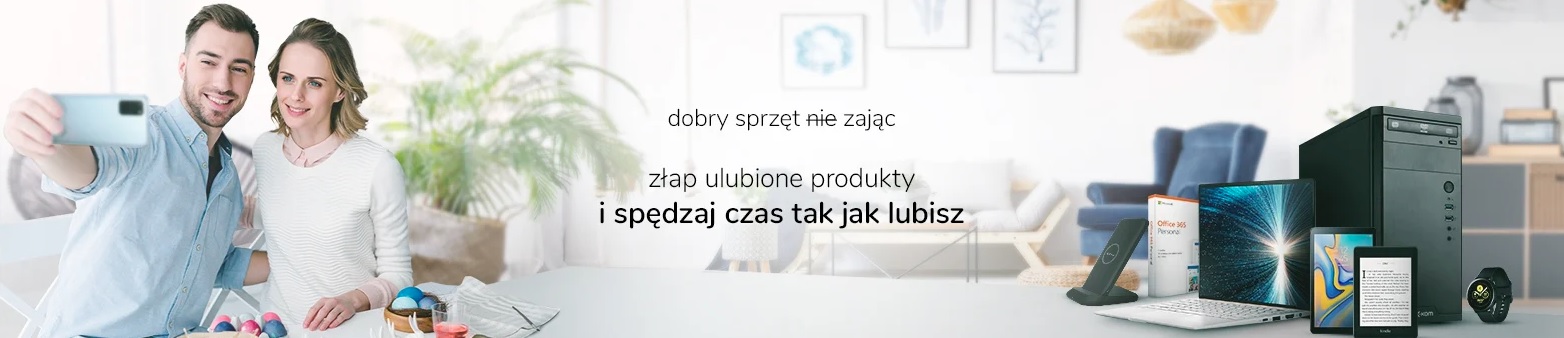 dobry sprzęt nie zając
złap ulubione produkty
i spędzaj czas tak jak lubisz
Office 365
Personal
kindle